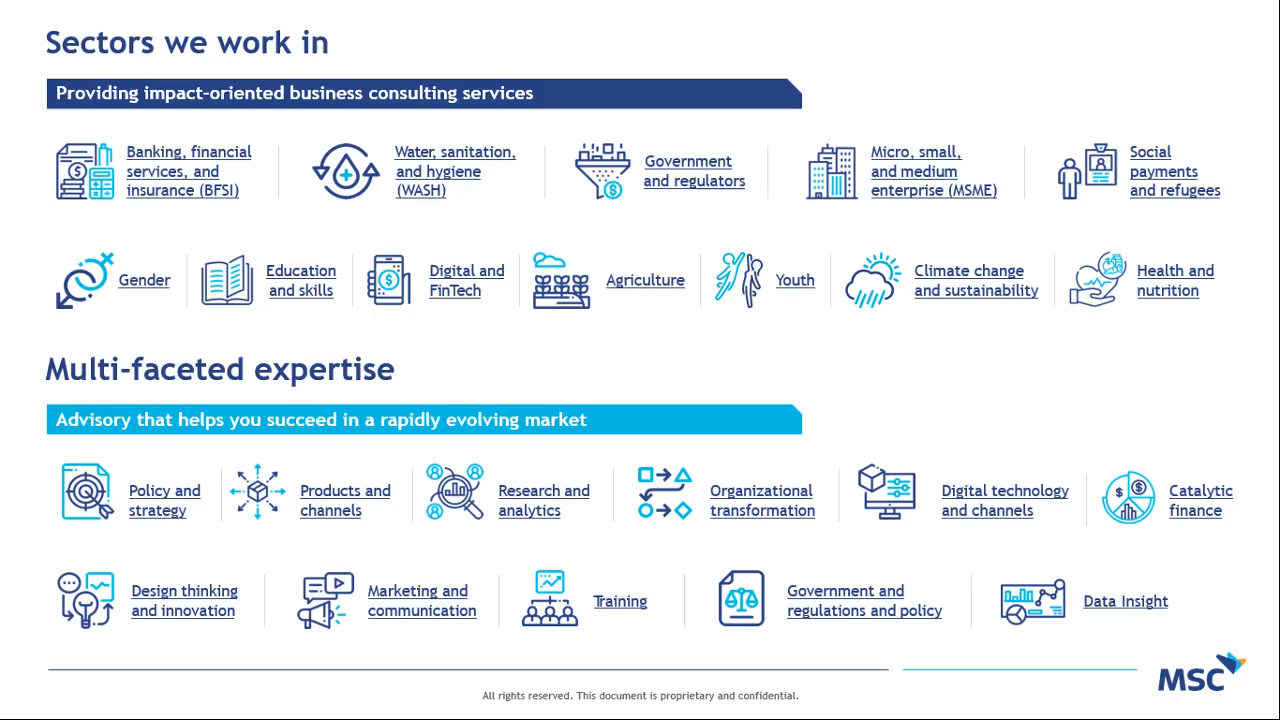 Sectors we work in
Providing impact-oriented business consulting services
Banking, financial
services, and
insurance (BFSI)
Water, sanitation,
and hygiene
(WASH)
Government
and regulators
Micro, small,
and medium
enterprise (MSME)
Social
payments
and refugees
Gender
Education
and skills
Digital and
FinTech
Agriculture
Youth
Climate change
and sustainability
Health and
nutrition
Multi-faceted expertise
Advisory that helps you succeed in a rapidly evolving market
Policy and
strategy
Products and
channels
Research and
analytics
Organizational
transformation
Digital technology
and channels
Catalytic
finance
Design thinking
and innovation
Marketing and
communication
Training
Government and
regulations and policy
Data Insight
MSC
All rights reserved. This document is proprietary and confidential.